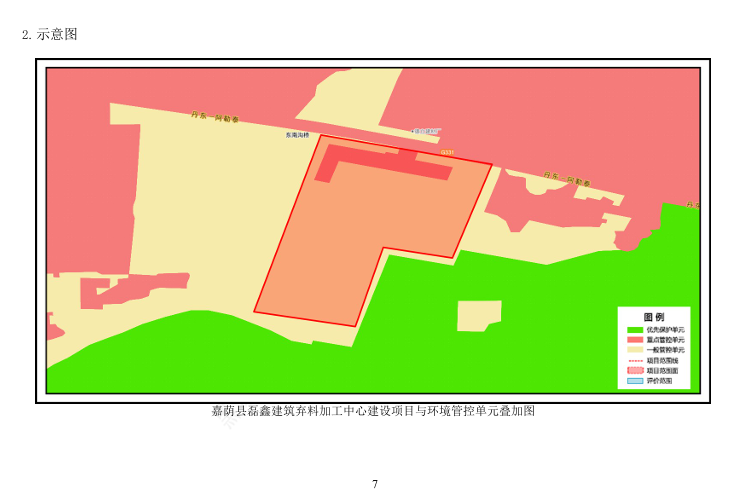 2. 示意图
丹东—阿勒泰
东南沟桥
丹东—阿勒泰
丹东
图例
优先保护单元
重点管控单元
一般管控单元
项目范围线
项目范围面
评价范围
嘉荫县磊鑫建筑弃料加工中心建设项目与环境管控单元叠加图
7